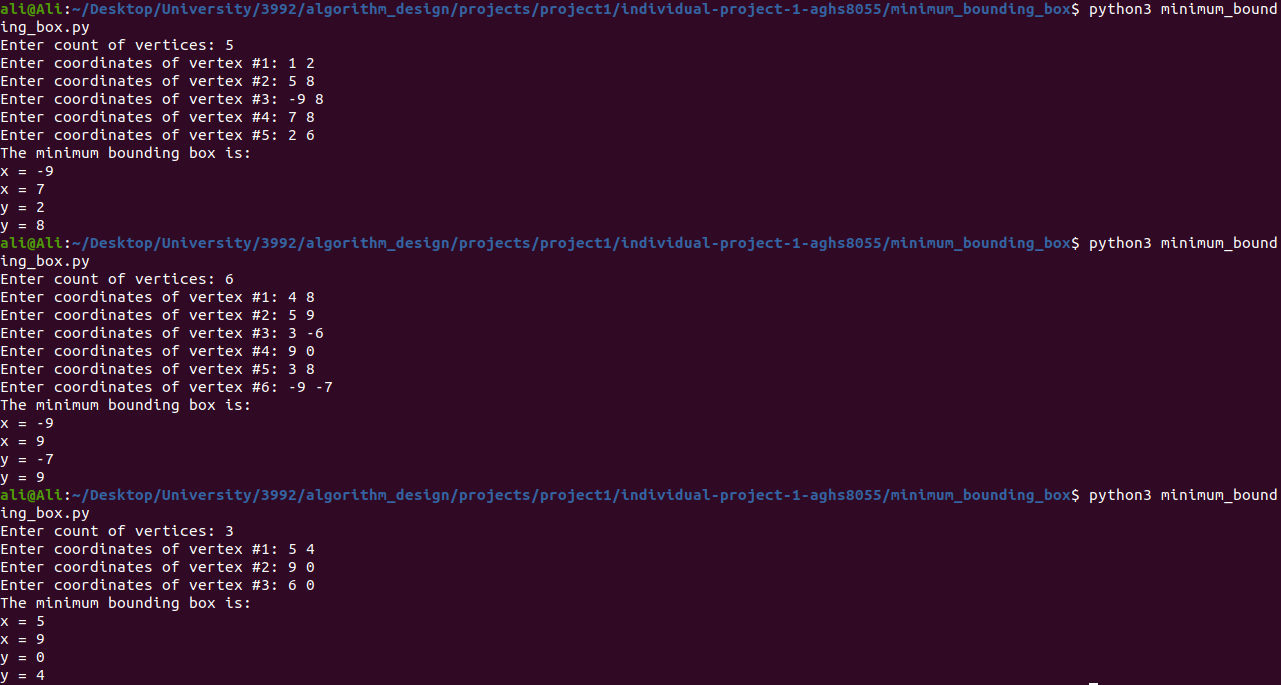 ali@Ali:~/Desktop/University/3992/algorithm_design/projects/project1/individual-project-1-aghs8055/minimum_bounding_box$ python3 minimum_bound
ing_box.py
Enter count of vertices: 5
Enter coordinates of vertex #1: 1 2
Enter coordinates of vertex #2: 5 8
Enter coordinates of vertex #3: -9 8
Enter coordinates of vertex #4: 7 8
Enter coordinates of vertex #5: 2 6
The minimum bounding box is:
x = -9
x = 7
y = 2
y = 8
ali@Ali:~/Desktop/University/3992/algorithm_design/projects/project1/individual-project-1-aghs8055/minimum_bounding_box$ python3 minimum_bound
ing_box.py
Enter count of vertices: 6
Enter coordinates of vertex #1: 4 8
Enter coordinates of vertex #2: 5 9
Enter coordinates of vertex #3: 3 -6
Enter coordinates of vertex #4: 9 0
Enter coordinates of vertex #5: 3 8
Enter coordinates of vertex #6: -9 -7
The minimum bounding box is:
x = -9
x = 9
y = -7
y = 9
ali@Ali:~/Desktop/University/3992/algorithm_design/projects/project1/individual-project-1-aghs8055/minimum_bounding_box$ python3 minimum_bound
ing_box.py
Enter count of vertices: 3
Enter coordinates of vertex #1: 5 4
Enter coordinates of vertex #2: 9 0
Enter coordinates of vertex #3: 6 0
The minimum bounding box is:
x = 5
x = 9
y = 0
y = 4